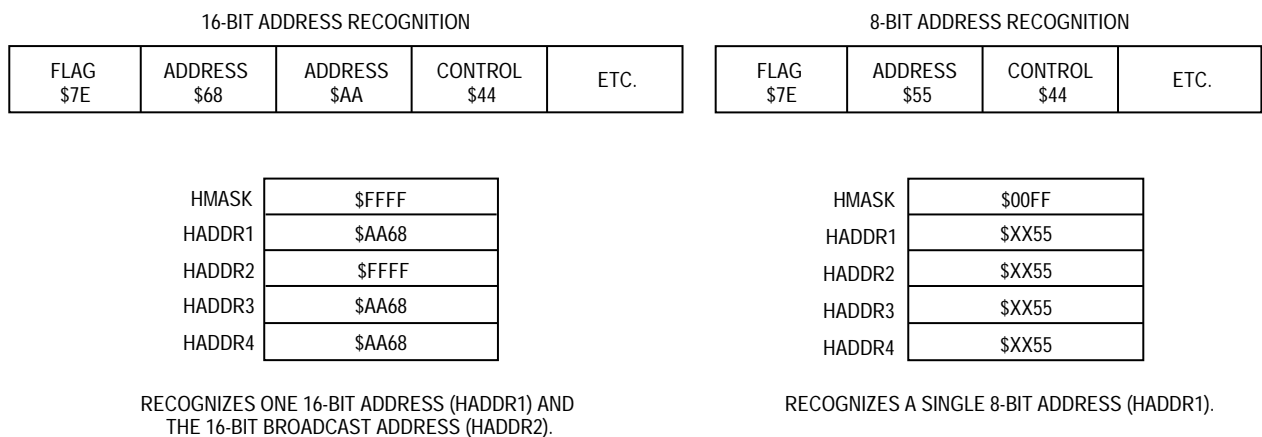 16-BIT ADDRESS RECOGNITION
FLAG
$7E
ADDRESS
$68
ADDRESS
$AA
CONTROL
$44
ETC.
HMASK $FFFF
HADDR1 $AA68
HADDR2 $FFFF
HADDR3 $AA68
HADDR4 $AA68
RECOGNIZES ONE 16-BIT ADDRESS (HADDR1) AND
THE 16-BIT BROADCAST ADDRESS (HADDR2).
8-BIT ADDRESS RECOGNITION
FLAG
$7E
ADDRESS
$55
CONTROL
$44
ETC.
HMASK $00FF
HADDR1 $XX55
HADDR2 $XX55
HADDR3 $XX55
HADDR4 $XX55
RECOGNIZES A SINGLE 8-BIT ADDRESS (HADDR1).